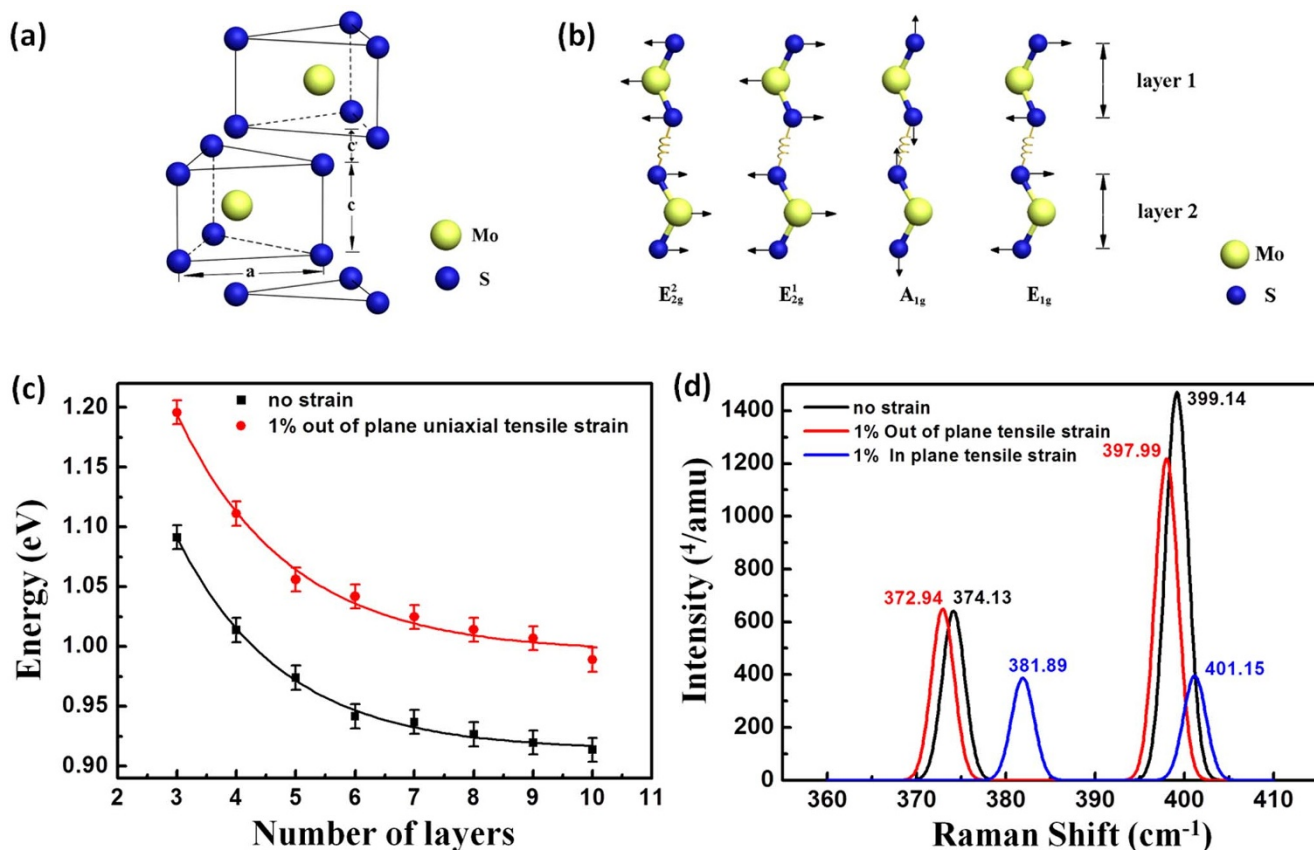 (a)
Mo
c'
c
a
S
(b)
layer 1
layer 2
Mo
S
E²₂g
E¹₂g
A₁g
E₁g
(c)
no strain
1% out of plane uniaxial tensile strain
Energy (eV)
1.20
1.15
1.10
1.05
1.00
0.95
0.90
2 3 4 5 6 7 8 9 10 11
Number of layers
(d)
no strain
1% Out of plane tensile strain
1% In plane tensile strain
399.14
397.99
372.94
374.13
381.89
401.15
Intensity (⁴/amu)
1400
1200
1000
800
600
400
200
0
360 370 380 390 400 410
Raman Shift (cm⁻¹)